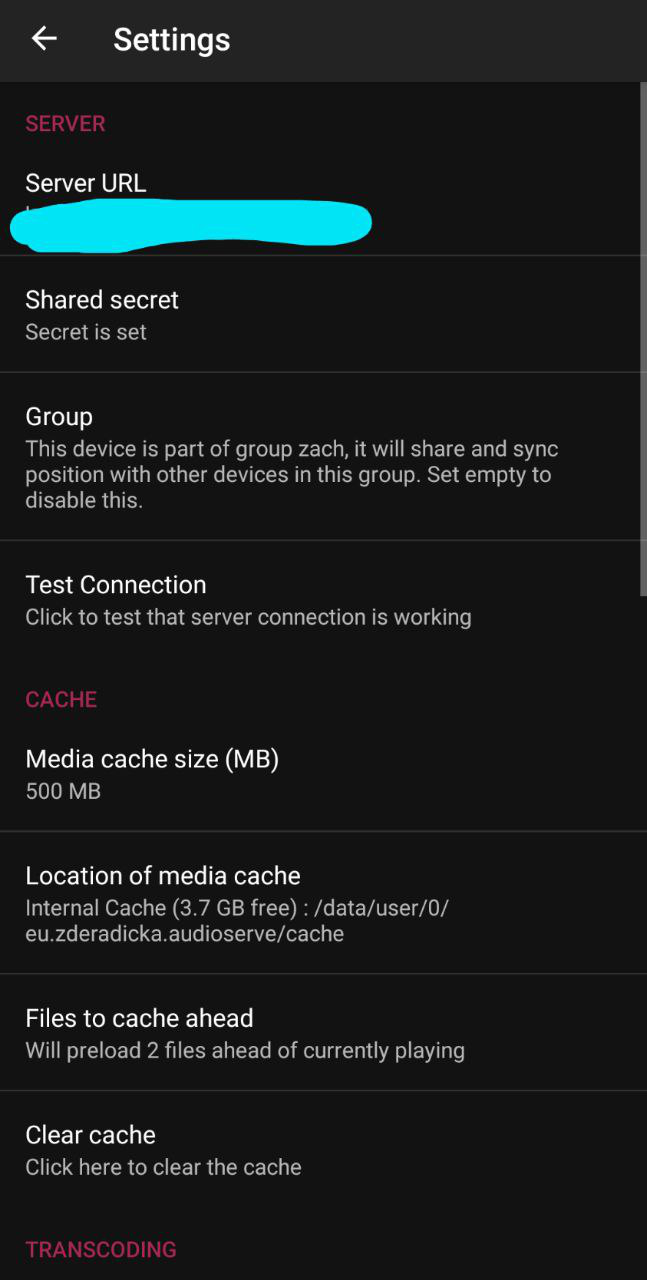 Settings
SERVER
Server URL
Shared secret
Secret is set
Group
This device is part of group zach, it will share and sync
position with other devices in this group. Set empty to
disable this.
Test Connection
Click to test that server connection is working
CACHE
Media cache size (MB)
500 MB
Location of media cache
Internal Cache (3.7 GB free) : /data/user/0/
eu.zderadicka.audioserve/cache
Files to cache ahead
Will preload 2 files ahead of currently playing
Clear cache
Click here to clear the cache
TRANSCODING